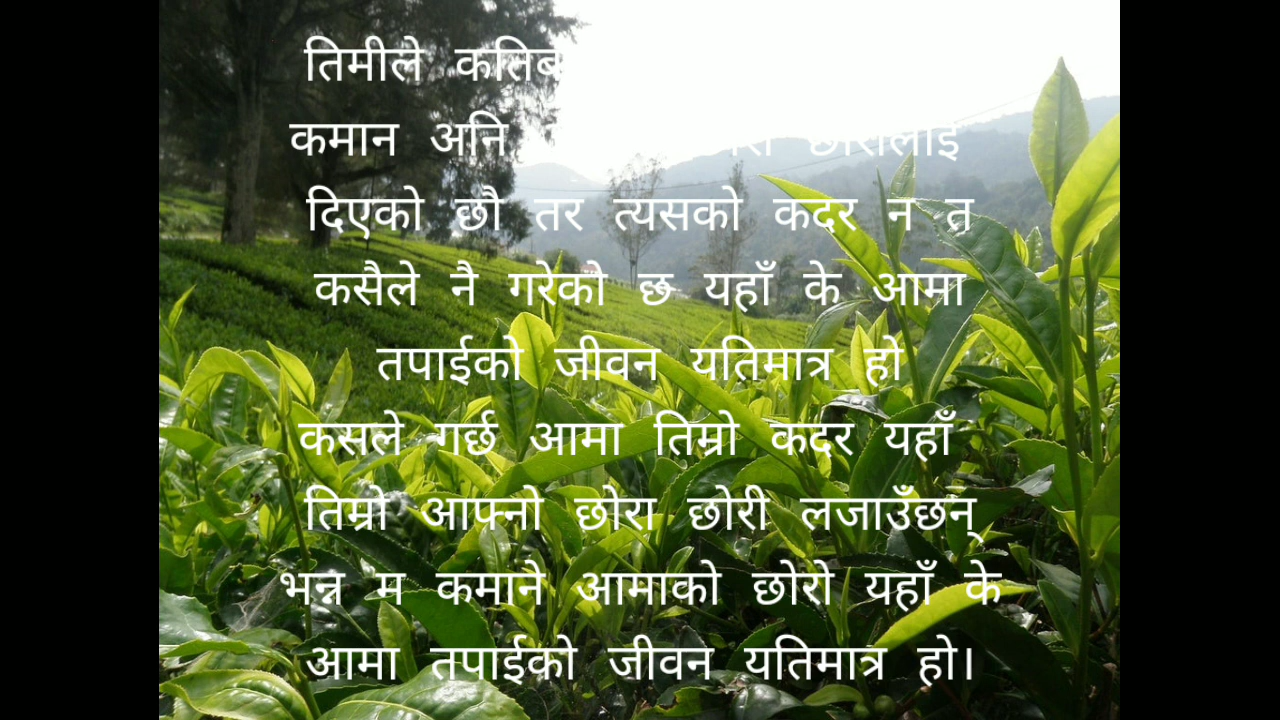 तिमीले
कमान अनि छोरालाई
दिएको छौ तर त्यसको कदर न त
कसैले नै गरेको छ यहाँ के आमा
तपाईको जीवन यतिमात्र हो
कसले गर्छ आमा तिम्रो कदर यहाँ
तिम्रो आफ्नो छोरा छोरी लजाउँछन्
भन्न म कमानै आमाको छोरो यहाँ के
आमा तपाईको जीवन यतिमात्र हो।